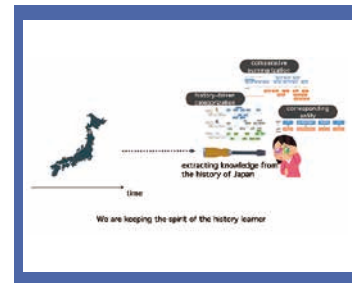 comparative
summarization
history-driven
categorization
corresponding
entity
extracting knowledge from
the history of Japan
time
We are keeping the spirit of the history learner